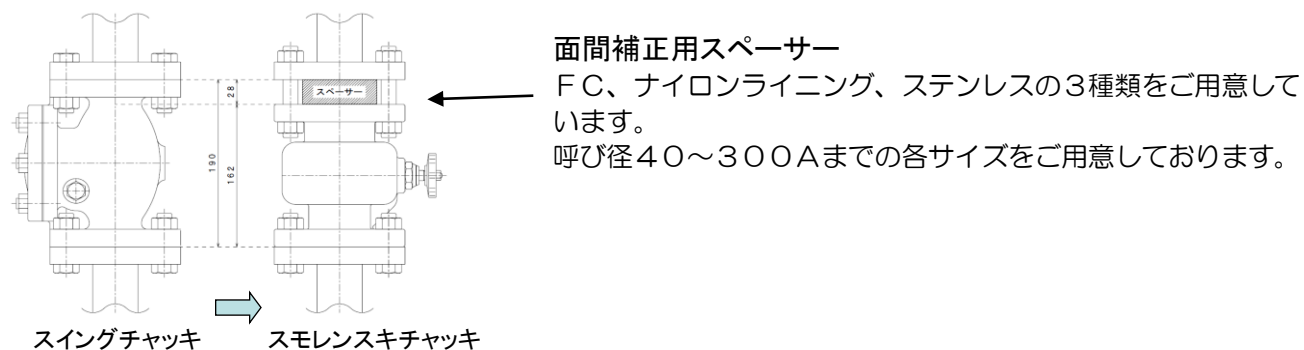 面間補正用スペーサー
ＦＣ、ナイロンライニング、ステンレスの３種類をご用意して
います。
呼び径４０～３００Ａまでの各サイズをご用意しております。
スペーサー
28
190
162
スイングチャッキ
スモレンスキチャッキ